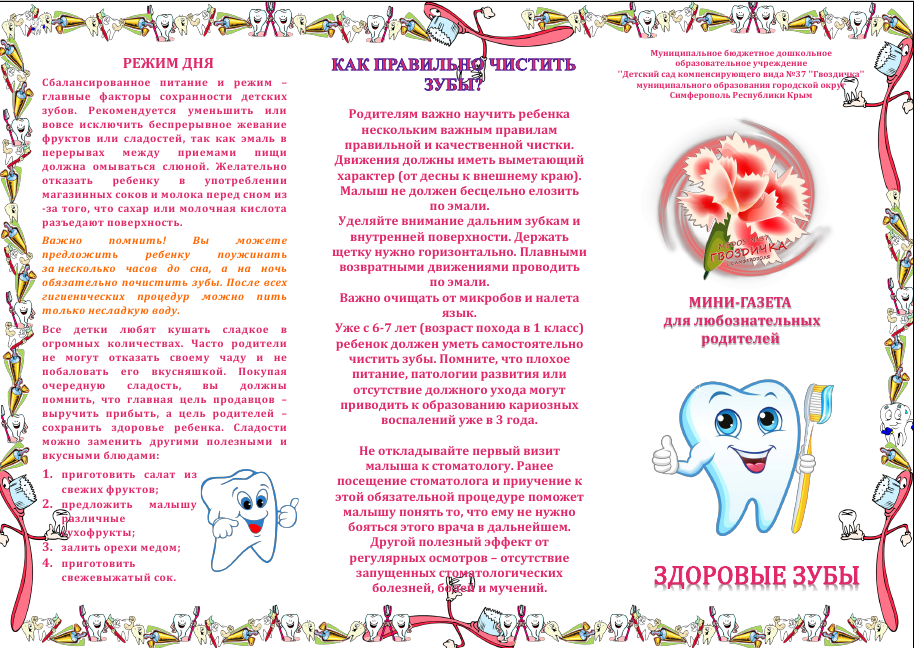 РЕЖИМ ДНЯ
Сбалансированное питание и режим –
главные факторы сохранности детских
зубов. Рекомендуется уменьшить или
вовсе исключить беспрерывное жевание
фруктов или сладостей, так как эмаль в
перерывах между приемами пищи
должна омываться слюной. Желательно
отказать ребенку в употреблении
магазинных соков и молока перед сном из
-за того, что сахар или молочная кислота
разъедают поверхность.
Важно помнить! Вы можете
предложить ребенку поужинать
за несколько часов до сна, а на ночь
обязательно почистить зубы. После всех
гигиенических процедур можно пить
только несладкую воду.
Все детки любят кушать сладкое в
огромных количествах. Часто родители
не могут отказать своему чаду и не
побаловать его вкусняшкой. Покупая
очередную сладость, вы должны
помнить, что главная цель продавцов –
выручить прибыть, а цель родителей –
сохранить здоровье ребенка. Сладости
можно заменить другими полезными и
вкусными блюдами:
1. приготовить салат из
свежих фруктов;
2. предложить малышу
различные
сухофрукты;
3. залить орехи медом;
4. приготовить
свежевыжатый сок.
КАК ПРАВИЛЬНО ЧИСТИТЬ
ЗУБЫ?
Родителям важно научить ребенка
нескольким важным правилам
правильной и качественной чистки.
Движения должны иметь выметающий
характер (от десны к внешнему краю).
Малыш не должен бесцельно елозить
по эмали.
Уделяйте внимание дальним зубкам и
внутренней поверхности. Держать
щетку нужно горизонтально. Плавными
возвратными движениями проводить
по эмали.
Важно очищать от микробов и налета
язык.
Уже с 6-7 лет (возраст похода в 1 класс)
ребенок должен уметь самостоятельно
чистить зубы. Помните, что плохое
питание, патологии развития или
отсутствие должного ухода могут
приводить к образованию кариозных
воспалений уже в 3 года.
Не откладывайте первый визит
малыша к стоматологу. Ранее
посещение стоматолога и приучение к
этой обязательной процедуре поможет
малышу понять то, что ему не нужно
бояться этого врача в дальнейшем.
Другой полезный эффект от
регулярных осмотров – отсутствие
запущенных стоматологических
болезней, болей и мучений.
Муниципальное бюджетное дошкольное
образовательное учреждение
"Детский сад компенсирующего вида №37 "Гвоздичка"
муниципального образования городской округ
Симферополь Республики Крым
ГВОЗДИЧКА
МИНИ-ГАЗЕТА
для любознательных
родителей
ЗДОРОВЫЕ ЗУБЫ